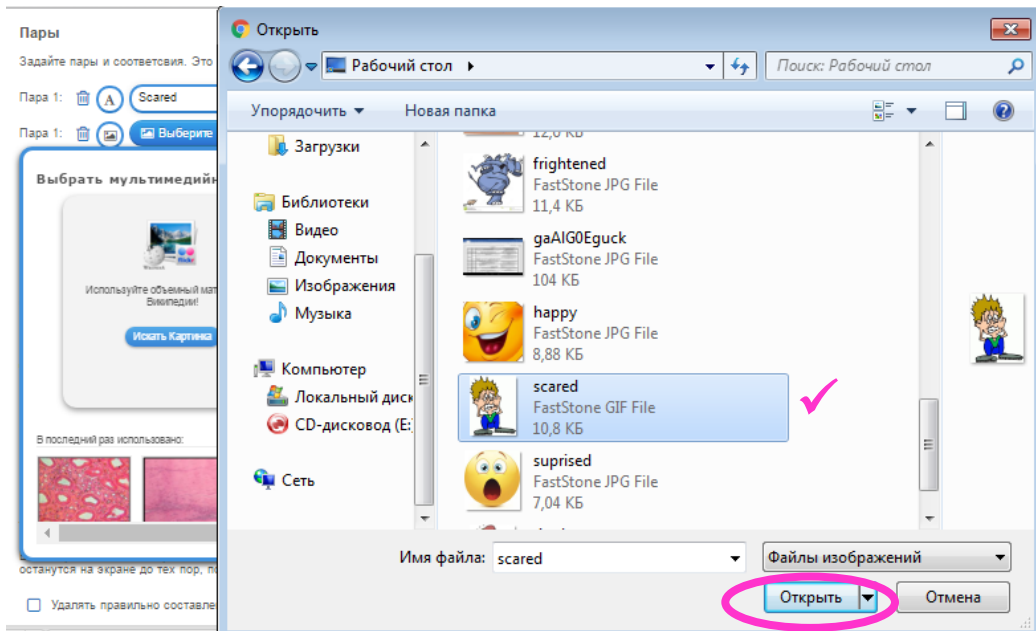 Пары
Задайте пары и соответсвия. Это
Пара 1: A Scared
Пара 1: Выберите
Выбрать мультимедийн
Используйте объемный мат
Википедии!
Искать Картинка
В последний раз использовано:
останутся на экране до тех пор, п
Удалять правильно составле
Открыть
Рабочий стол
Поиск: Рабочий стол
Упорядочить
Новая папка
Загрузки
Библиотеки
Видео
Документы
Изображения
Музыка
Компьютер
Локальный диск
CD-дисковод (E:
Сеть
12,0 КБ
frightened
FastStone JPG File
11,4 КБ
gaAIG0Eguck
FastStone JPG File
104 КБ
happy
FastStone JPG File
8,88 КБ
scared
FastStone GIF File
10,8 КБ
suprised
FastStone JPG File
7,04 КБ
Имя файла: scared
Файлы изображений
Открыть
Отмена